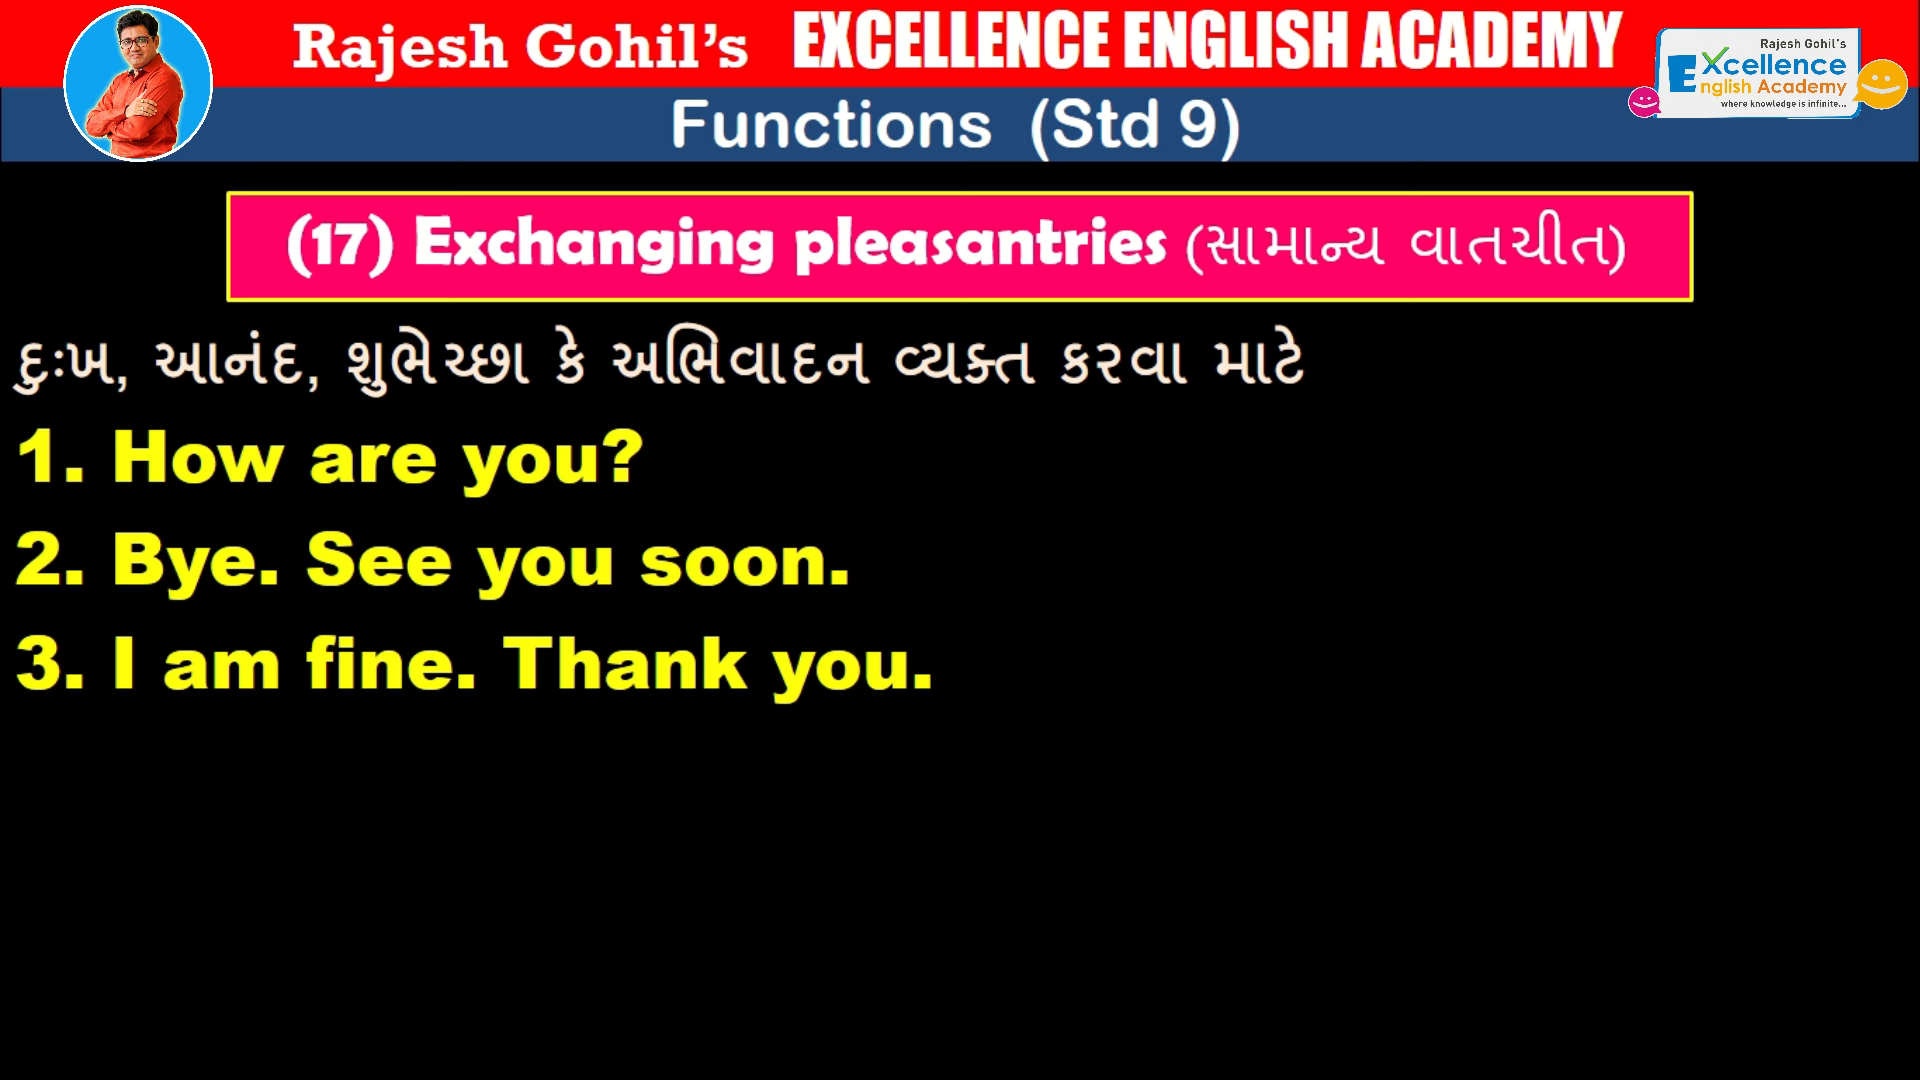 Rajesh Gohil's EXCELLENCE ENGLISH ACADEMY
Rajesh Gohil's
Excellence
English Academy
where knowledge is infinite...
Functions (Std 9)
(17) Exchanging pleasantries (સામાન્ય વાતચીત)
દુઃખ, આનંદ, શુભેચ્છા કે અભિવાદન વ્યક્ત કરવા માટે
1. How are you?
2. Bye. See you soon.
3. I am fine. Thank you.